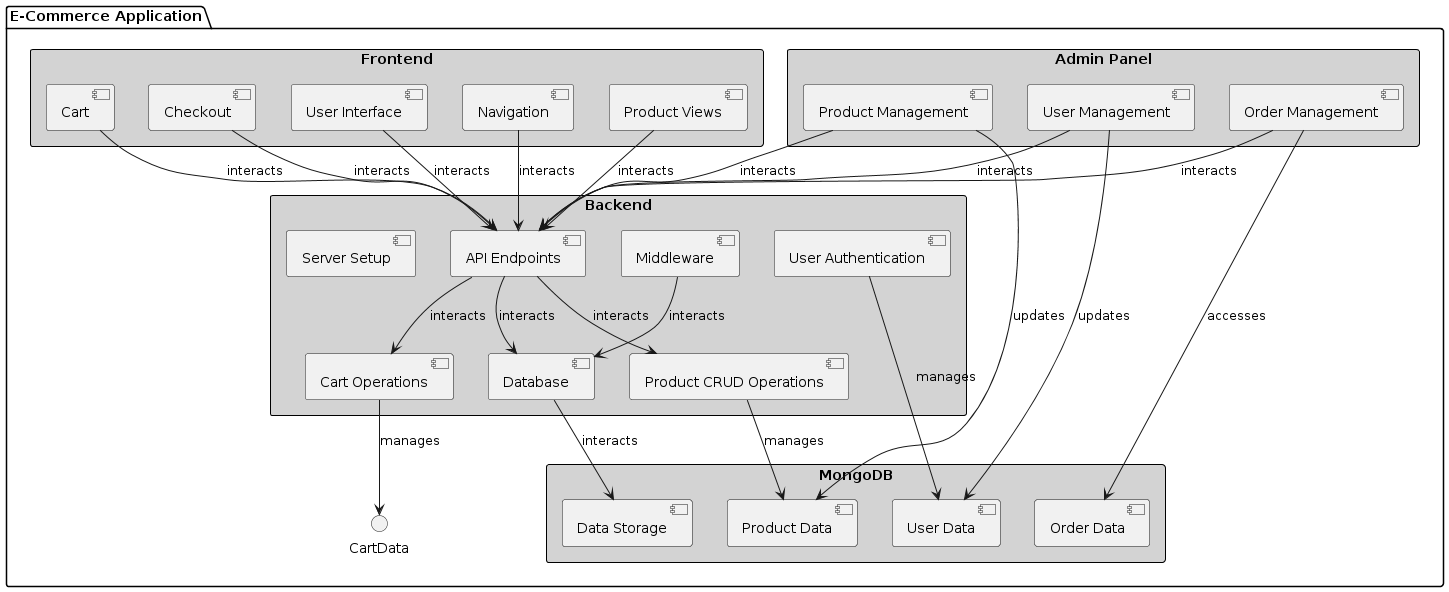 E-Commerce Application
Frontend
Admin Panel
Cart
Checkout
User Interface
Navigation
Product Views
Product Management
User Management
Order Management
interacts
interacts
interacts
interacts
interacts
interacts
interacts
interacts
Backend
Server Setup
API Endpoints
Middleware
User Authentication
interacts
interacts
interacts
interacts
updates
updates
accesses
Cart Operations
Database
Product CRUD Operations
manages
manages
interacts
manages
MongoDB
Data Storage
Product Data
User Data
Order Data
CartData